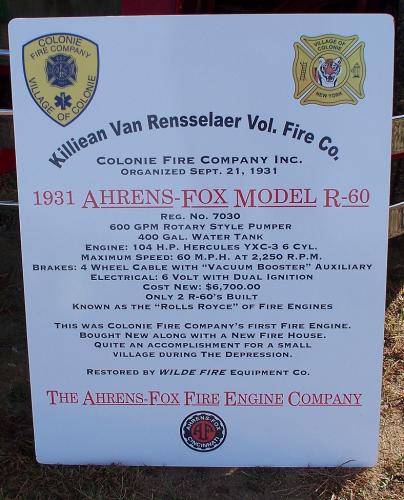 COLONIE
FIRE COMPANY
VILLAGE OF COLONIE
VILLAGE OF
COLONIE
NEW YORK
Killiean Van Rensselaer Vol. Fire Co.
COLONIE FIRE COMPANY INC.
ORGANIZED SEPT. 21, 1931
1931 AHRENS-FOX MODEL R-60
REG. NO. 7030
600 GPM ROTARY STYLE PUMPER
400 GAL. WATER TANK
ENGINE: 104 H.P. HERCULES YXC-3 6 CYL.
MAXIMUM SPEED: 60 M.P.H. AT 2,250 R.P.M.
BRAKES: 4 WHEEL CABLE WITH "VACUUM BOOSTER" AUXILIARY
ELECTRICAL: 6 VOLT WITH DUAL IGNITION
COST NEW: $6,700.00
ONLY 2 R-60'S BUILT
KNOWN AS THE "ROLLS ROYCE" OF FIRE ENGINES
THIS WAS COLONIE FIRE COMPANY'S FIRST FIRE ENGINE.
BOUGHT NEW ALONG WITH A NEW FIRE HOUSE.
QUITE AN ACCOMPLISHMENT FOR A SMALL
VILLAGE DURING THE DEPRESSION.
RESTORED BY WILDE FIRE EQUIPMENT CO.
THE AHRENS-FOX FIRE ENGINE COMPANY
AHRENS-FOX
AF
CINCINNATI